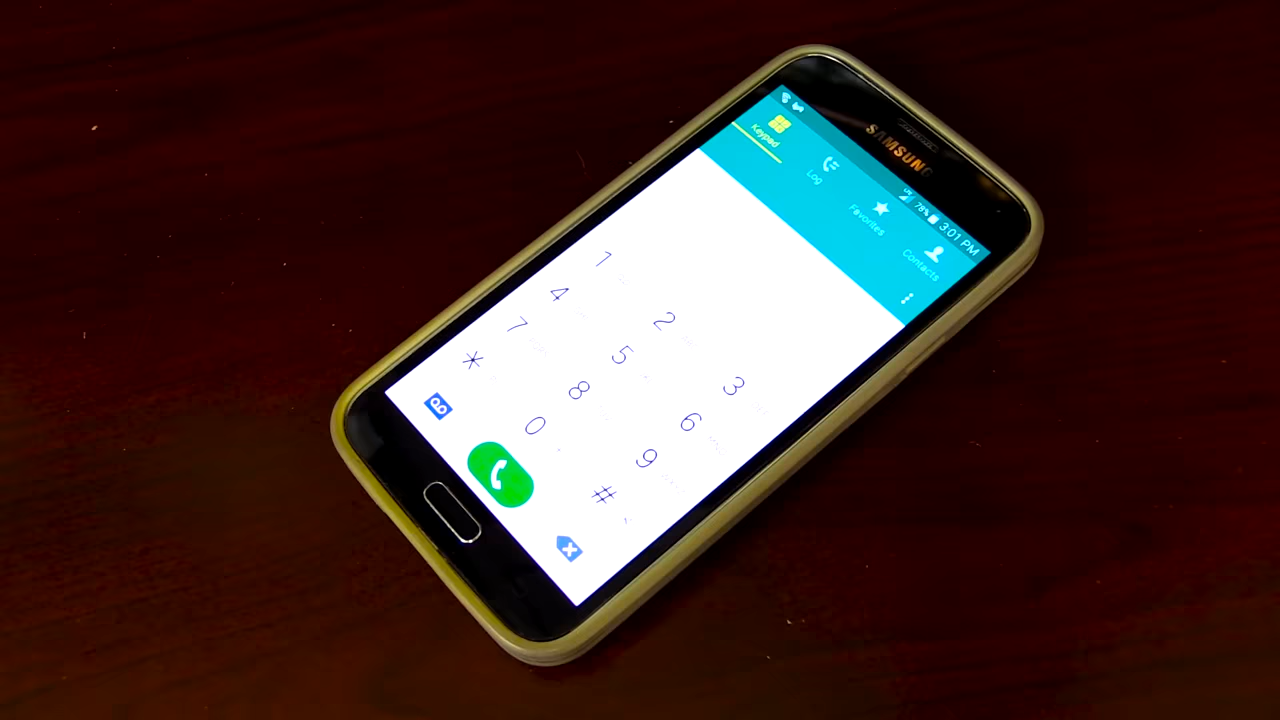 SAMSUNG
LTE 78% 3:01 PM
Keypad Log Favorites Contacts
1 2 3
4 5 6
7 8 9
* 0 #